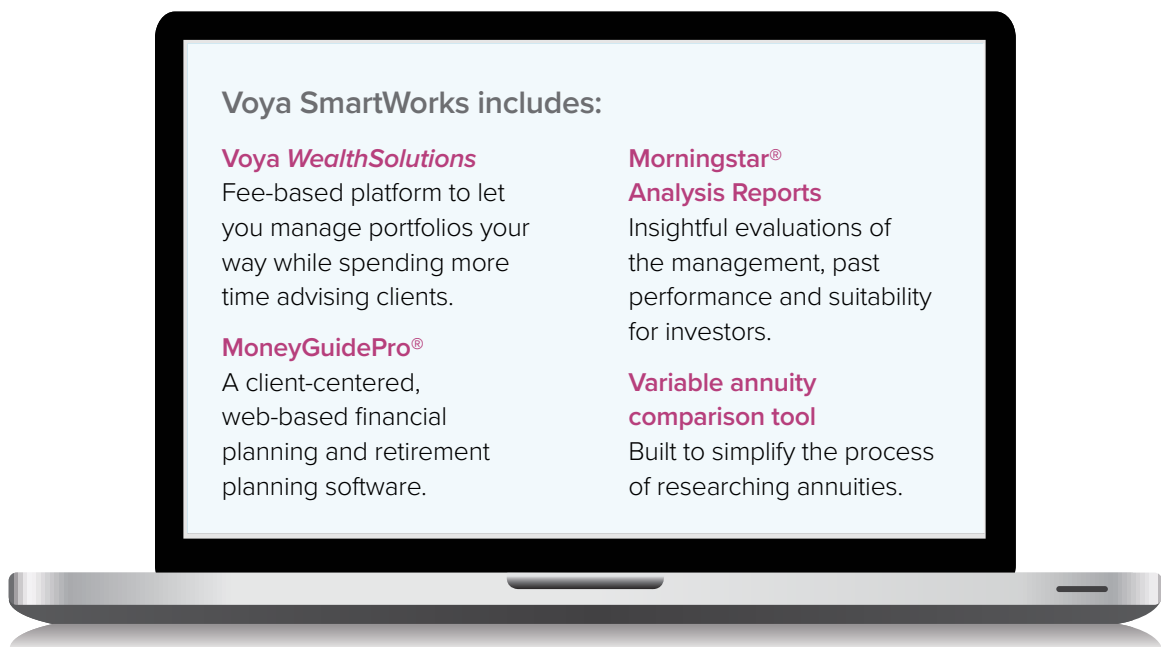 Voya SmartWorks includes:
Voya WealthSolutions
Fee-based platform to let
you manage portfolios your
way while spending more
time advising clients.
MoneyGuidePro®
A client-centered,
web-based financial
planning and retirement
planning software.
Morningstar®
Analysis Reports
Insightful evaluations of
the management, past
performance and suitability
for investors.
Variable annuity
comparison tool
Built to simplify the process
of researching annuities.